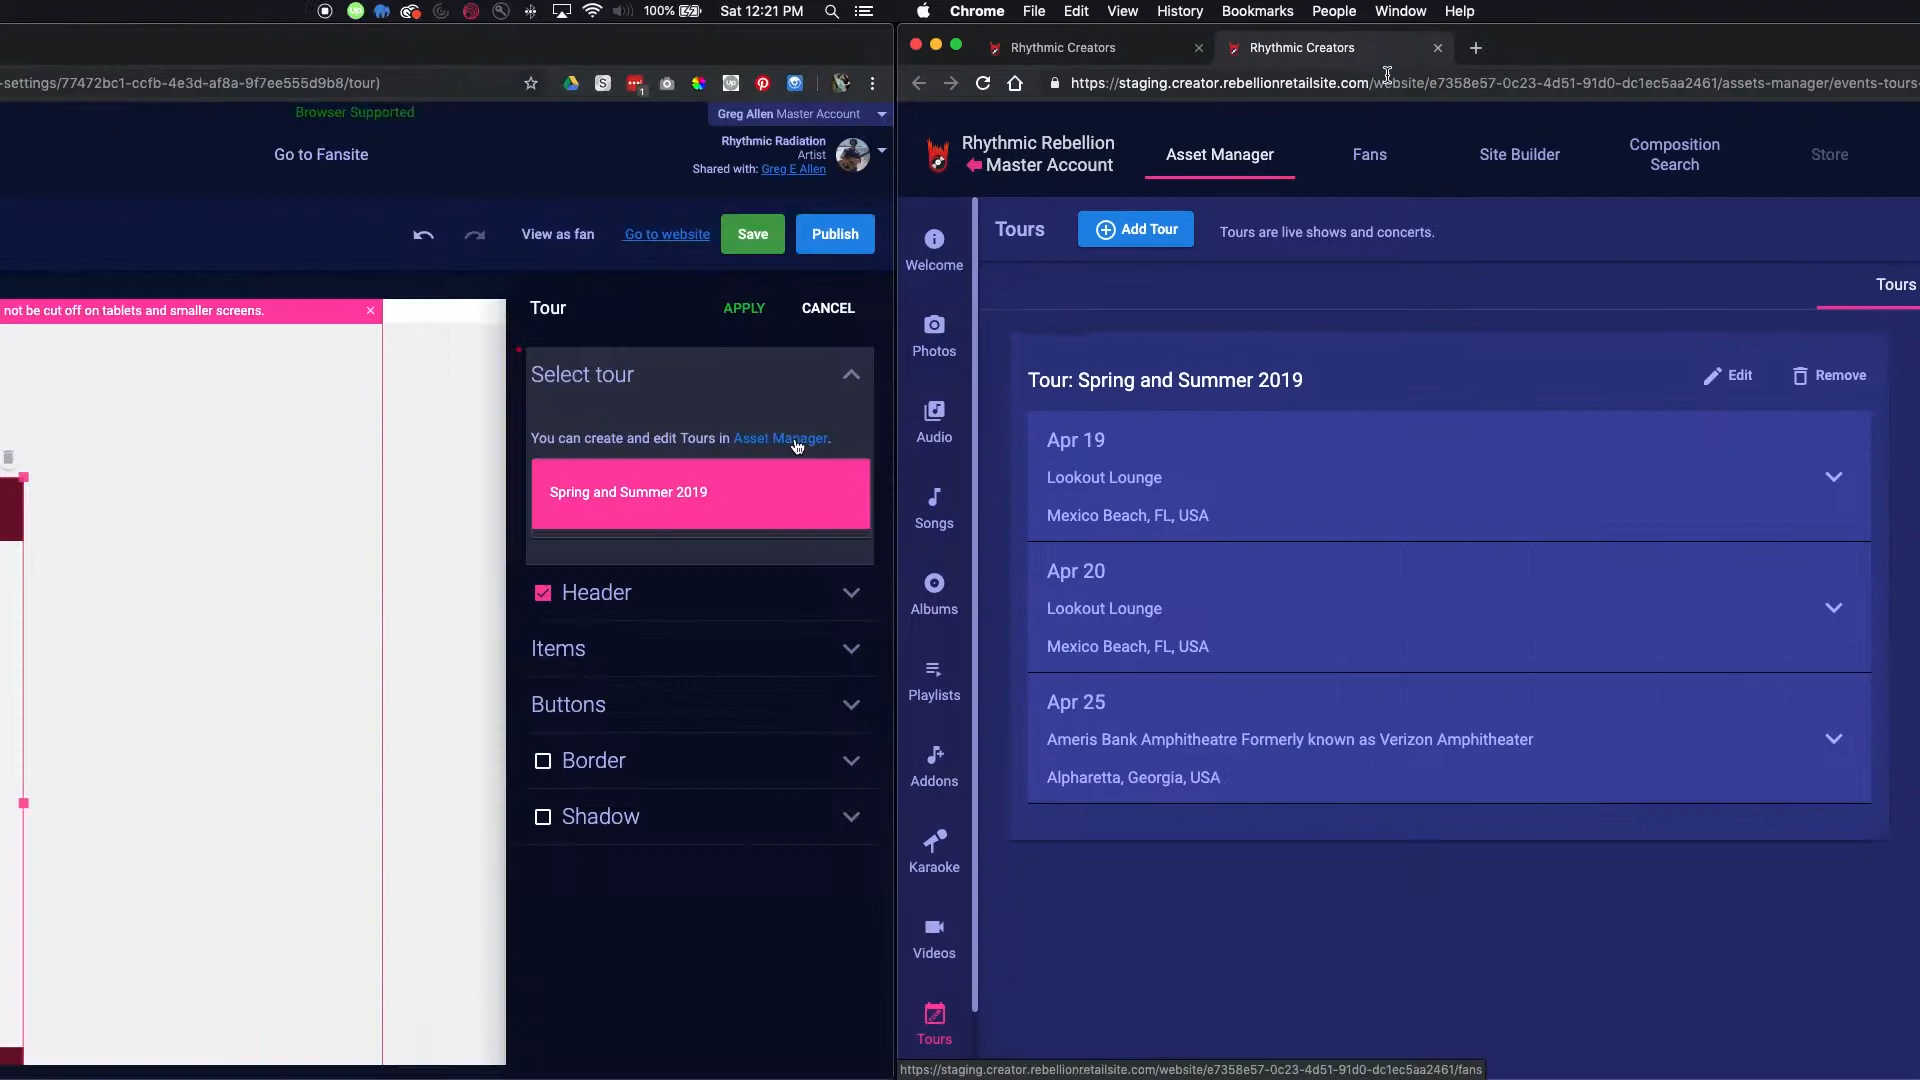 100%
Sat 12:21 PM
Chrome File Edit View History Bookmarks People Window Help
-settings/77472bc1-ccfb-4e3d-af8a-9f7ee555d9b8/tour)
Browser Supported
Greg Allen Master Account
Go to Fansite
Rhythmic Radiation
Artist
Shared with: Greg E Allen
View as fan
Go to website
Save
Publish
not be cut off on tablets and smaller screens.
Tour
APPLY
CANCEL
Select tour
You can create and edit Tours in Asset Manager.
Spring and Summer 2019
Header
Items
Buttons
Border
Shadow
Rhythmic Creators
Rhythmic Creators
https://staging.creator.rebellionretailsite.com/website/e7358e57-0c23-4d51-91d0-dc1ec5aa2461/assets-manager/events-tours-
Rhythmic Rebellion
Master Account
Asset Manager
Fans
Site Builder
Composition
Search
Store
Welcome
Photos
Audio
Songs
Albums
Playlists
Addons
Karaoke
Videos
Tours
Tours
Add Tour
Tours are live shows and concerts.
Tours
Tour: Spring and Summer 2019
Edit
Remove
Apr 19
Lookout Lounge
Mexico Beach, FL, USA
Apr 20
Lookout Lounge
Mexico Beach, FL, USA
Apr 25
Ameris Bank Amphitheatre Formerly known as Verizon Amphitheater
Alpharetta, Georgia, USA
https://staging.creator.rebellionretailsite.com/website/e7358e57-0c23-4d51-91d0-dc1ec5aa2461/fans